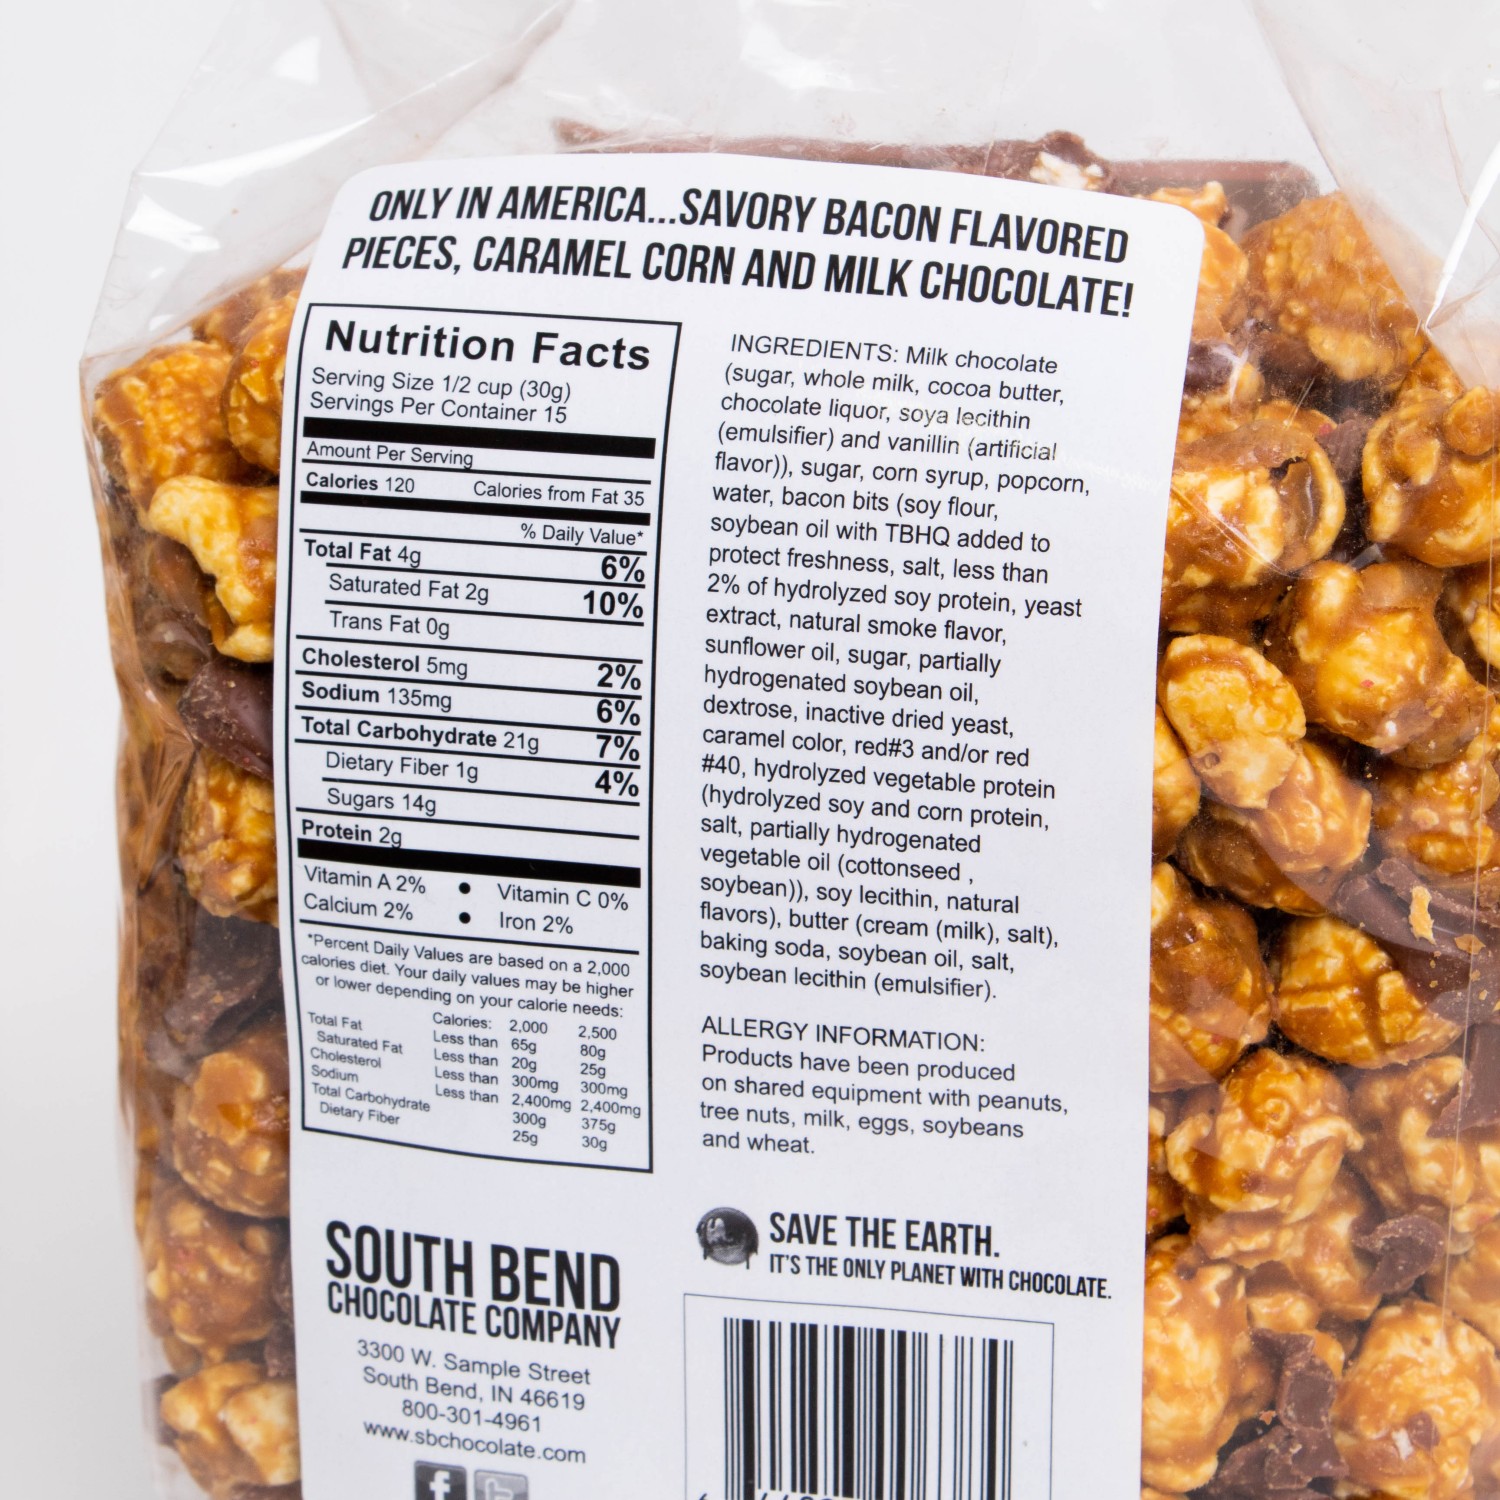 ONLY IN AMERICA...SAVORY BACON FLAVORED
PIECES, CARAMEL CORN AND MILK CHOCOLATE!
Nutrition Facts
Serving Size 1/2 cup (30g)
Servings Per Container 15
Amount Per Serving
Calories 120 Calories from Fat 35
% Daily Value*
Total Fat 4g 6%
Saturated Fat 2g 10%
Trans Fat 0g
Cholesterol 5mg 2%
Sodium 135mg 6%
Total Carbohydrate 21g 7%
Dietary Fiber 1g 4%
Sugars 14g
Protein 2g
Vitamin A 2% • Vitamin C 0%
Calcium 2% • Iron 2%
*Percent Daily Values are based on a 2,000
calories diet. Your daily values may be higher
or lower depending on your calorie needs:
Calories: 2,000 2,500
Total Fat Less than 65g 80g
Saturated Fat Less than 20g 25g
Cholesterol Less than 300mg 300mg
Sodium Less than 2,400mg 2,400mg
Total Carbohydrate 300g 375g
Dietary Fiber 25g 30g
INGREDIENTS: Milk chocolate
(sugar, whole milk, cocoa butter,
chocolate liquor, soya lecithin
(emulsifier) and vanillin (artificial
flavor)), sugar, corn syrup, popcorn,
water, bacon bits (soy flour,
soybean oil with TBHQ added to
protect freshness, salt, less than
2% of hydrolyzed soy protein, yeast
extract, natural smoke flavor,
sunflower oil, sugar, partially
hydrogenated soybean oil,
dextrose, inactive dried yeast,
caramel color, red#3 and/or red
#40, hydrolyzed vegetable protein
(hydrolyzed soy and corn protein,
salt, partially hydrogenated
vegetable oil (cottonseed ,
soybean)), soy lecithin, natural
flavors), butter (cream (milk), salt),
baking soda, soybean oil, salt,
soybean lecithin (emulsifier).
ALLERGY INFORMATION:
Products have been produced
on shared equipment with peanuts,
tree nuts, milk, eggs, soybeans
and wheat.
SAVE THE EARTH.
IT'S THE ONLY PLANET WITH CHOCOLATE.
SOUTH BEND
CHOCOLATE COMPANY
3300 W. Sample Street
South Bend, IN 46619
800-301-4961
www.sbchocolate.com